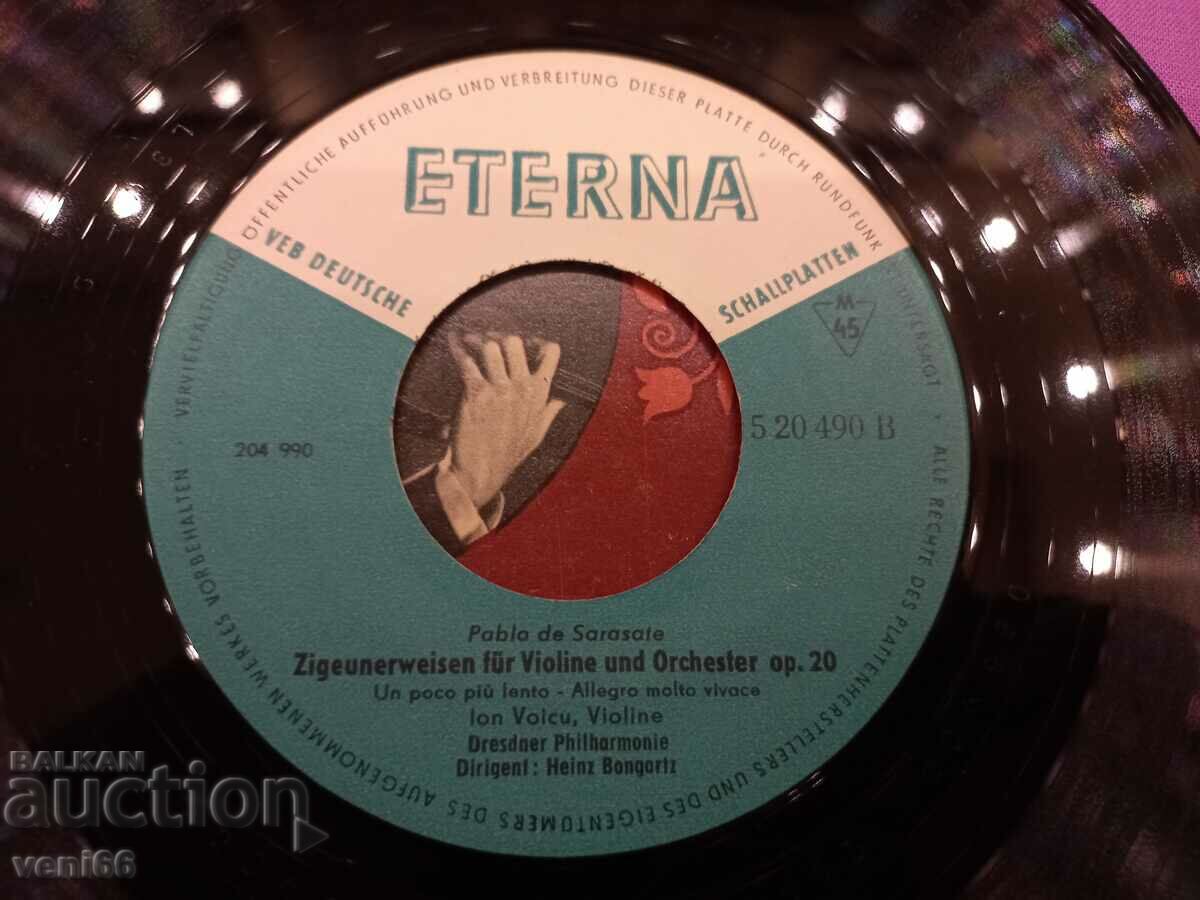 ALLE RECHTE DES PLATTENHERSTELLERS UND DES EIGENTÜMERS DES AUFGENOMMENEN WERKES VORBEHALTEN · VERVIELFÄLTIGUNG ÖFFENTLICHE AUFFÜHRUNG UND VERBREITUNG DIESER PLATTE DURCH RUNDFUNK UNTERSAGT ·
ETERNA
VEB DEUTSCHE
SCHALLPLATTEN
M
45
5 20 490 B
204 990
Pablo de Sarasate
Zigeunerweisen für Violine und Orchester op. 20
Un poco più lento - Allegro molto vivace
Ion Voicu, Violine
Dresdner Philharmonie
Dirigent: Heinz Bongartz
BALKAN
auction
veni66